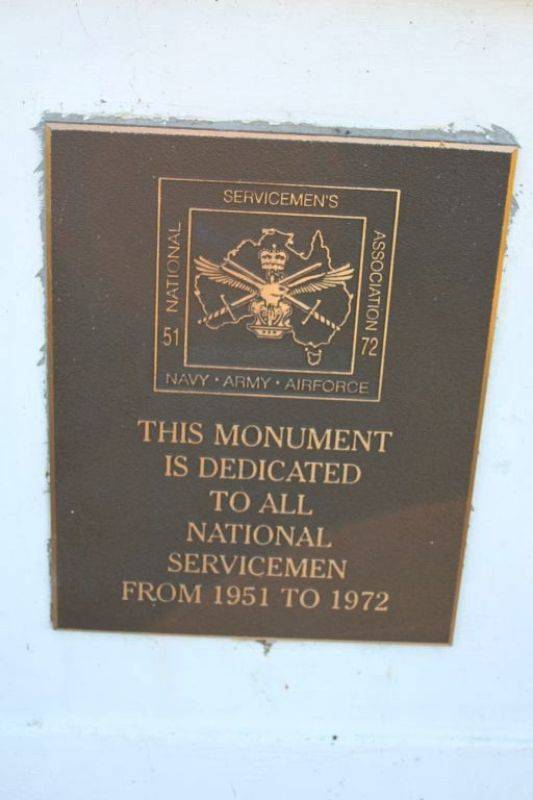 SERVICEMEN'S
NATIONAL
ASSOCIATION
51
72
NAVY • ARMY • AIRFORCE
THIS MONUMENT
IS DEDICATED
TO ALL
NATIONAL
SERVICEMEN
FROM 1951 TO 1972